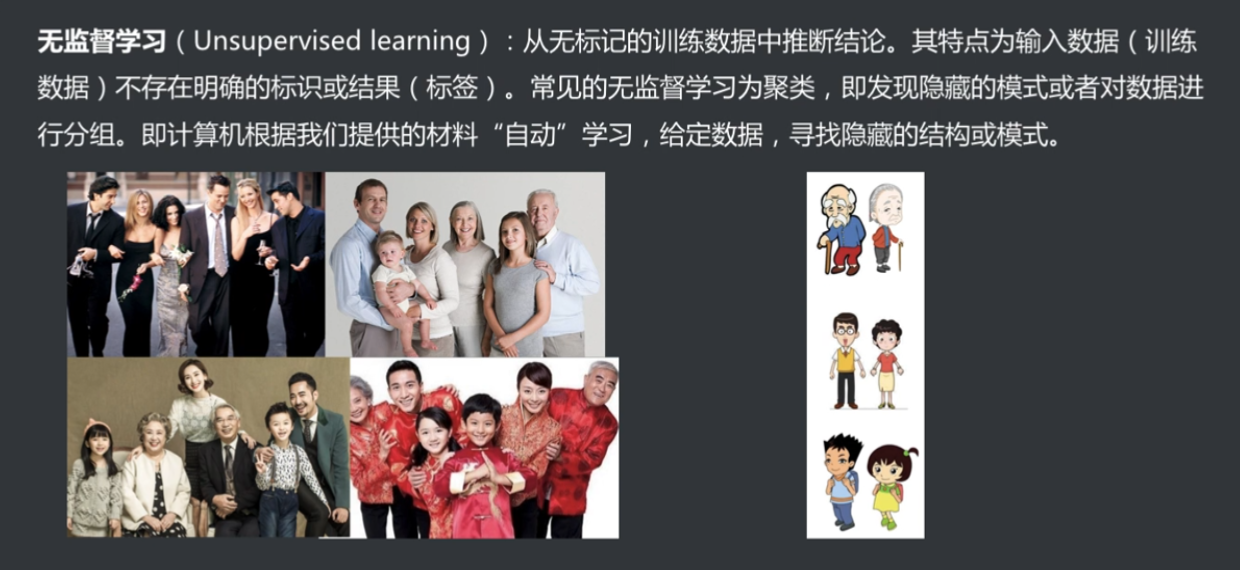 无监督学习（Unsupervised learning）：从无标记的训练数据中推断结论。其特点为输入数据（训练
数据）不存在明确的标识或结果（标签）。常见的无监督学习为聚类，即发现隐藏的模式或者对数据进
行分组。即计算机根据我们提供的材料“自动”学习，给定数据，寻找隐藏的结构或模式。